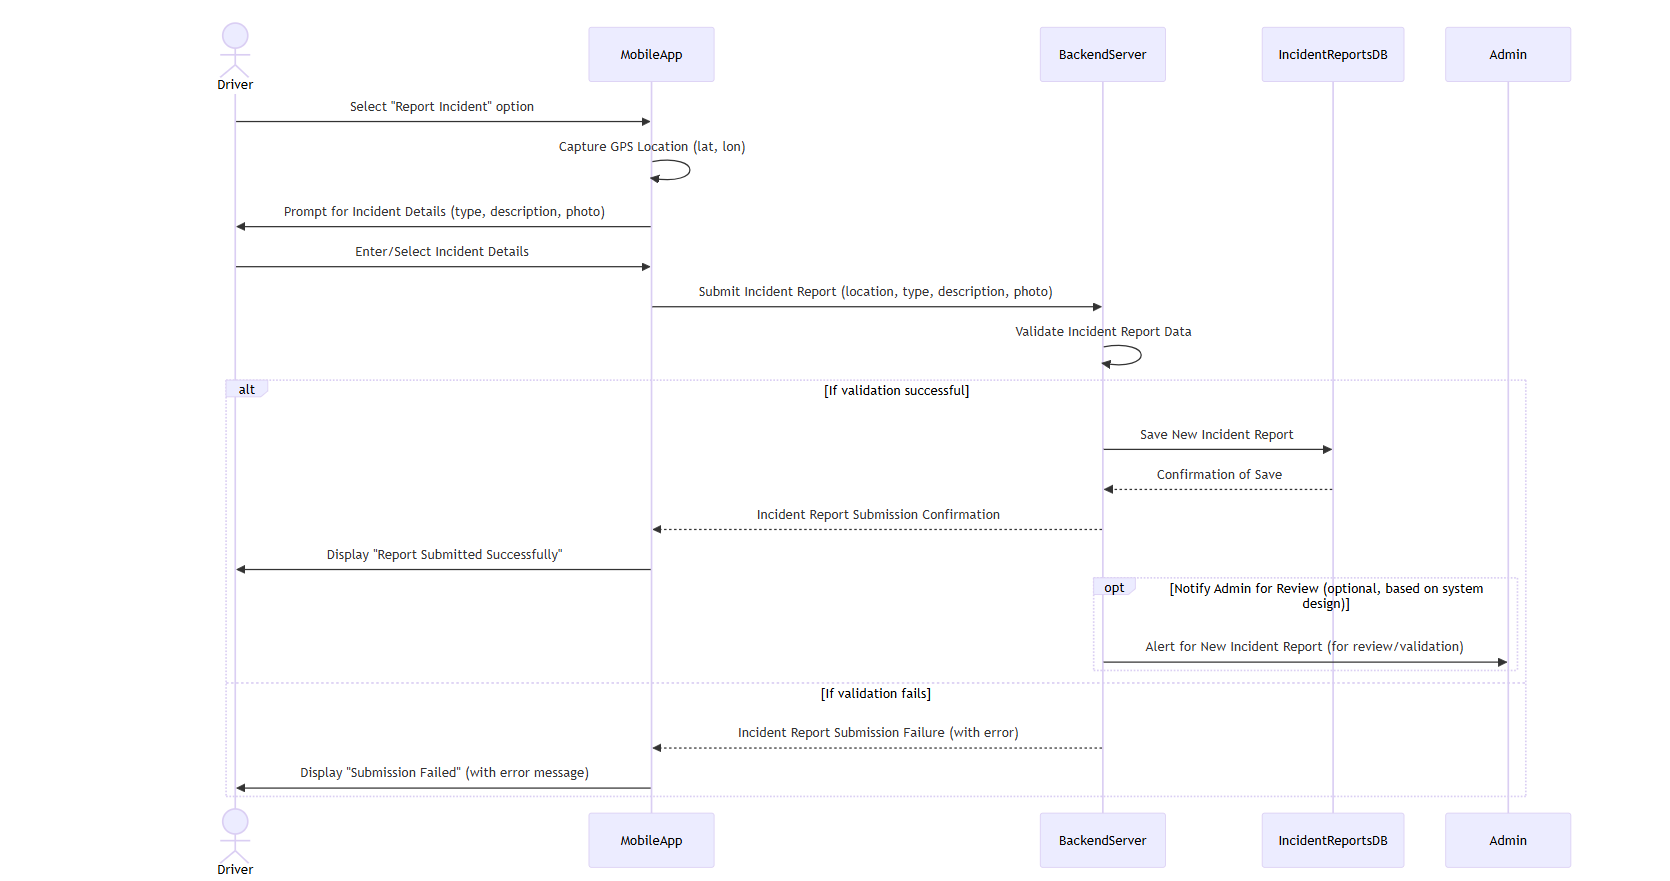 Driver
MobileApp
BackendServer
IncidentReportsDB
Admin
Select "Report Incident" option
Capture GPS Location (lat, lon)
Prompt for Incident Details (type, description, photo)
Enter/Select Incident Details
Submit Incident Report (location, type, description, photo)
Validate Incident Report Data
alt
[If validation successful]
Save New Incident Report
Confirmation of Save
Incident Report Submission Confirmation
Display "Report Submitted Successfully"
opt
[Notify Admin for Review (optional, based on system
design)]
Alert for New Incident Report (for review/validation)
[If validation fails]
Incident Report Submission Failure (with error)
Display "Submission Failed" (with error message)
Driver
MobileApp
BackendServer
IncidentReportsDB
Admin